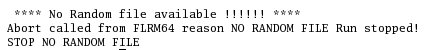 **** No Random file available !!!!!! ****
Abort called from FLRM64 reason NO RANDOM FILE Run stopped!
STOP NO RANDOM FILE